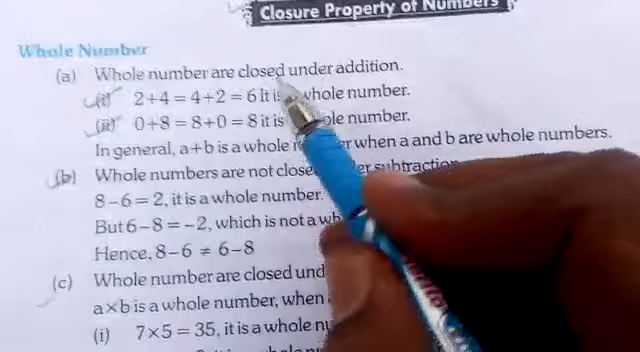 Closure Property of Numbers
Whole Number
(a) Whole number are closed under addition.
(i) 2+4=4+2=6 It is whole number.
(ii) 0+8=8+0=8 it is number.
In general, a+b is a whole when a and b are whole numbers.
(b) Whole numbers are not subtraction
8−6=2, it is a whole number.
But 6−8=−2, which is not a
Hence, 8−6 ≠ 6−8
(c) Whole number are closed
a×b is a whole number, when
(i) 7×5=35, it is a whole